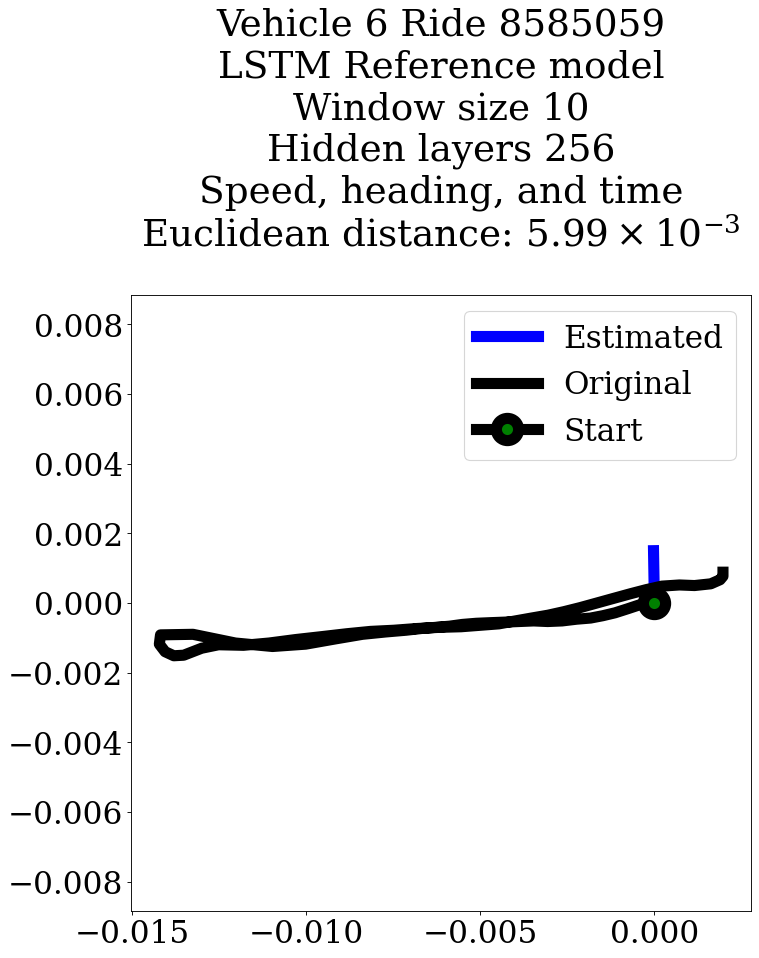 Vehicle 6 Ride 8585059
LSTM Reference model
Window size 10
Hidden layers 256
Speed, heading, and time
Euclidean distance: 5.99 × 10⁻³
Estimated
Original
Start
0.008
0.006
0.004
0.002
0.000
−0.002
−0.004
−0.006
−0.008
−0.015 −0.010 −0.005 0.000